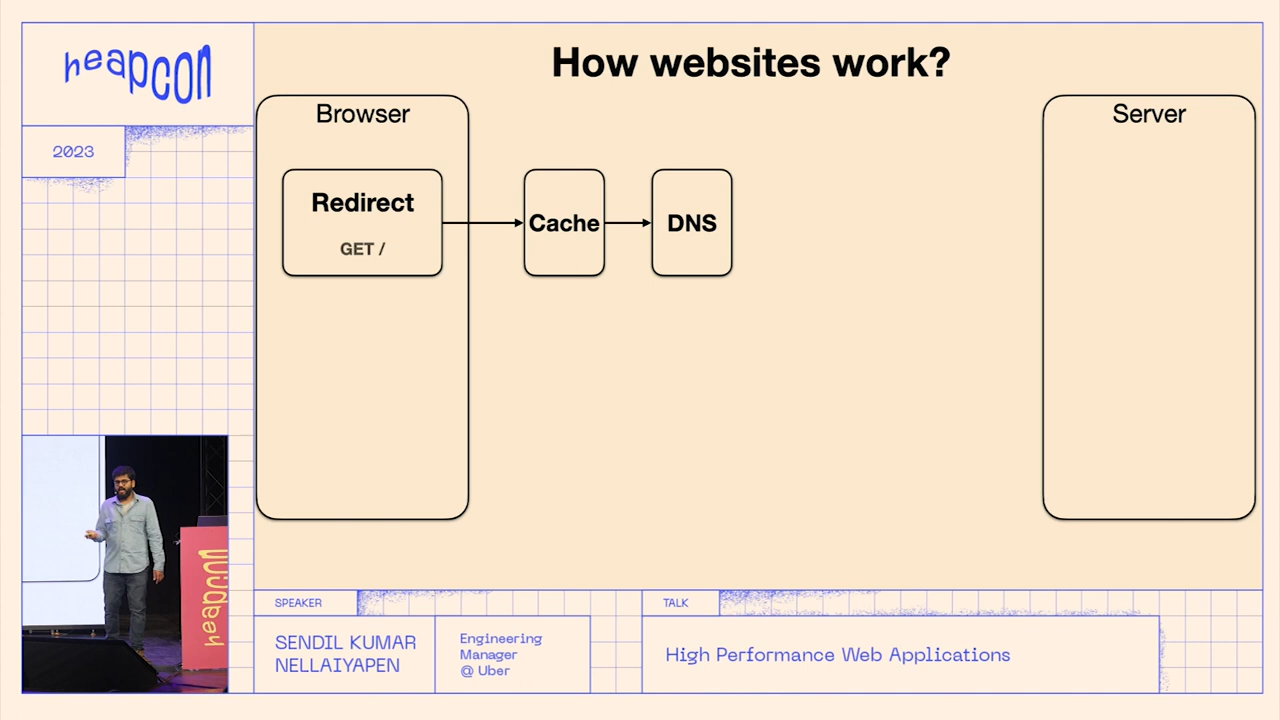 heapcon
2023
How websites work?
Browser
Server
Redirect
GET /
Cache
DNS
heapcon
SPEAKER
SENDIL KUMAR
NELLAIYAPEN
Engineering
Manager
@ Uber
TALK
High Performance Web Applications